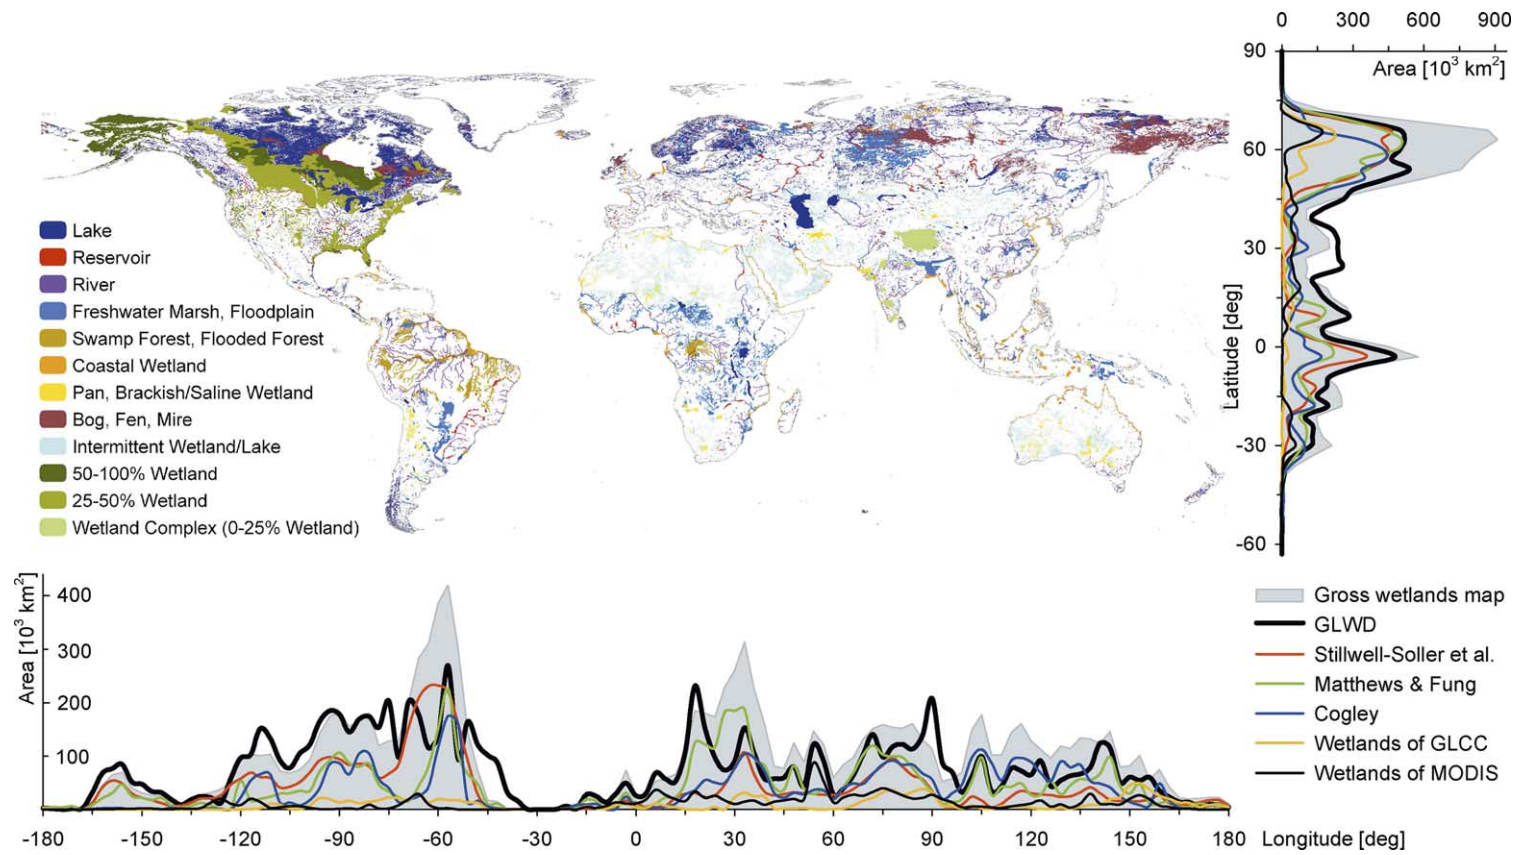 0 300 600 900
Area [10³ km²]
90
60
30
0
-30
-60
Latitude [deg]
Lake
Reservoir
River
Freshwater Marsh, Floodplain
Swamp Forest, Flooded Forest
Coastal Wetland
Pan, Brackish/Saline Wetland
Bog, Fen, Mire
Intermittent Wetland/Lake
50-100% Wetland
25-50% Wetland
Wetland Complex (0-25% Wetland)
Area [10³ km²]
400
300
200
100
-180 -150 -120 -90 -60 -30 0 30 60 90 120 150 180 Longitude [deg]
Gross wetlands map
GLWD
Stillwell-Soller et al.
Matthews & Fung
Cogley
Wetlands of GLCC
Wetlands of MODIS